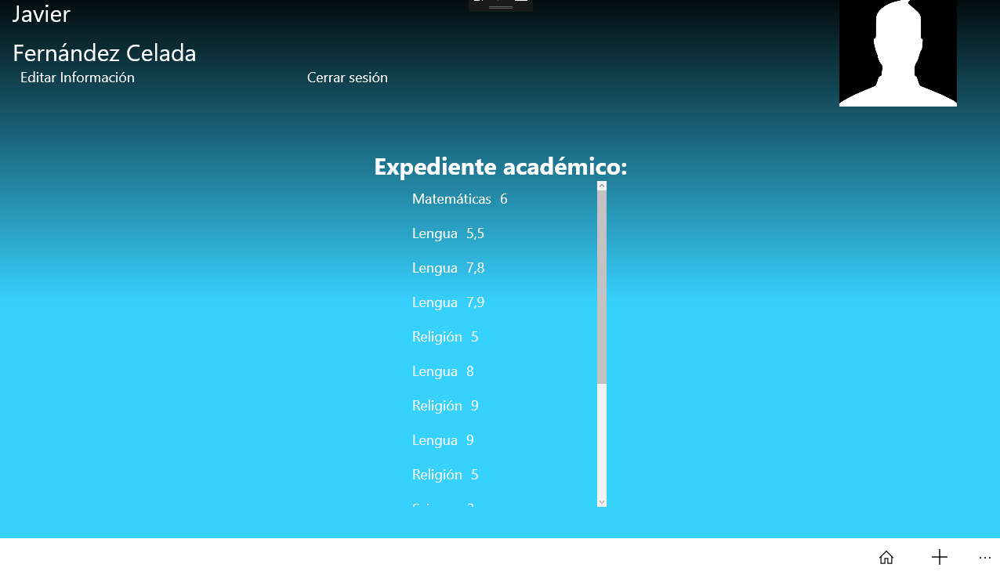 Javier
Fernández Celada
Editar Información
Cerrar sesión
Expediente académico:
Matemáticas 6
Lengua 5,5
Lengua 7,8
Lengua 7,9
Religión 5
Lengua 8
Religión 9
Lengua 9
Religión 5